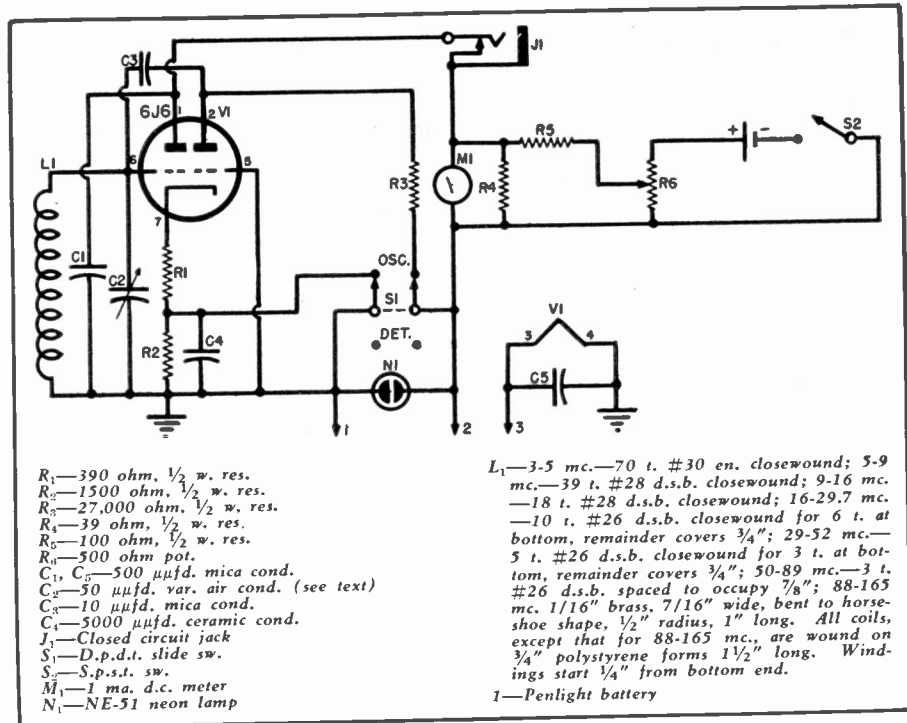 C3
J1
6J6
1
2
V1
L1
6
5
R5
+
-
S2
M1
R3
R4
R6
7
C1
OSC.
C2
R1
S1
V1
DET.
3
4
R2
C4
N1
C5
1
2
3
R₁—390 ohm, ½ w. res.
R₂—1500 ohm, ½ w. res.
R₃—27,000 ohm, ½ w. res.
R₄—39 ohm, ½ w. res.
R₅—100 ohm, ½ w. res.
R₆—500 ohm pot.
C₁, C₅—500 μμfd. mica cond.
C₂—50 μμfd. var. air cond. (see text)
C₃—10 μμfd. mica cond.
C₄—5000 μμfd. ceramic cond.
J₁—Closed circuit jack
S₁—D.p.d.t. slide sw.
S₂—S.p.s.t. sw.
M₁—1 ma. d.c. meter
N₁—NE-51 neon lamp
L₁—3-5 mc.—70 t. #30 en. closewound; 5-9
mc.—39 t. #28 d.s.b. closewound; 9-16 mc.
—18 t. #28 d.s.b. closewound; 16-29.7 mc.
—10 t. #26 d.s.b. closewound for 6 t. at
bottom, remainder covers ¾"; 29-52 mc.—
5 t. #26 d.s.b. closewound for 3 t. at bot-
tom, remainder covers ¾"; 50-89 mc.—3 t.
#26 d.s.b. spaced to occupy ⅞"; 88-165
mc. 1/16" brass, 7/16" wide, bent to horse-
shoe shape, ½" radius, 1" long. All coils,
except that for 88-165 mc., are wound on
¾" polystyrene forms 1½" long. Wind-
ings start ¼" from bottom end.
1—Penlight battery